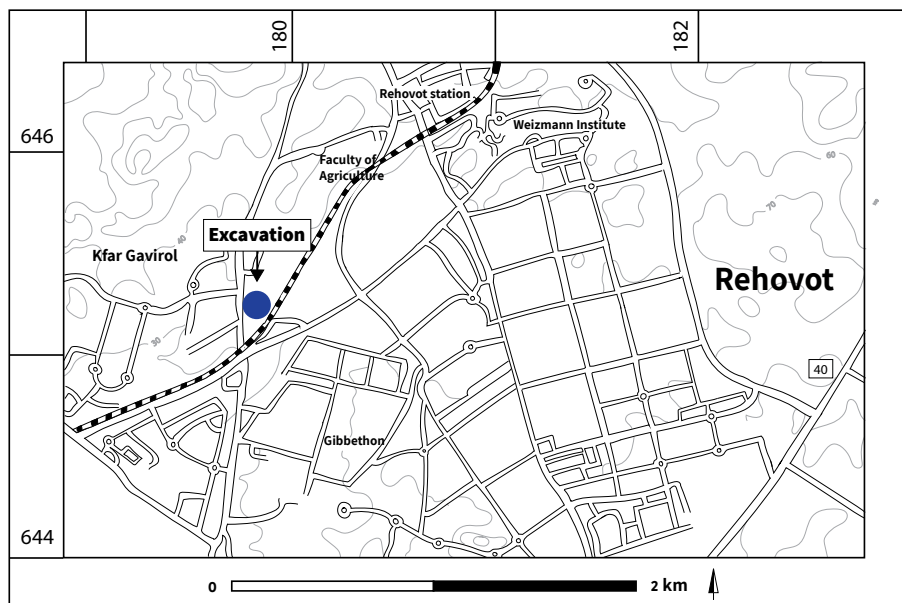 180
182
646
644
Rehovot station
Weizmann Institute
Faculty of
Agriculture
60
70
Excavation
40
Kfar Gavirol
Rehovot
30
40
Gibbethon
0
2 km